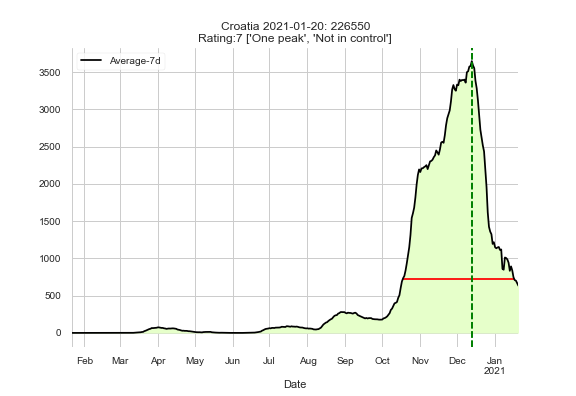 Croatia 2021-01-20: 226550
Rating:7 ['One peak', 'Not in control']
Average-7d
3500
3000
2500
2000
1500
1000
500
0
Feb Mar Apr May Jun Jul Aug Sep Oct Nov Dec Jan
2021
Date